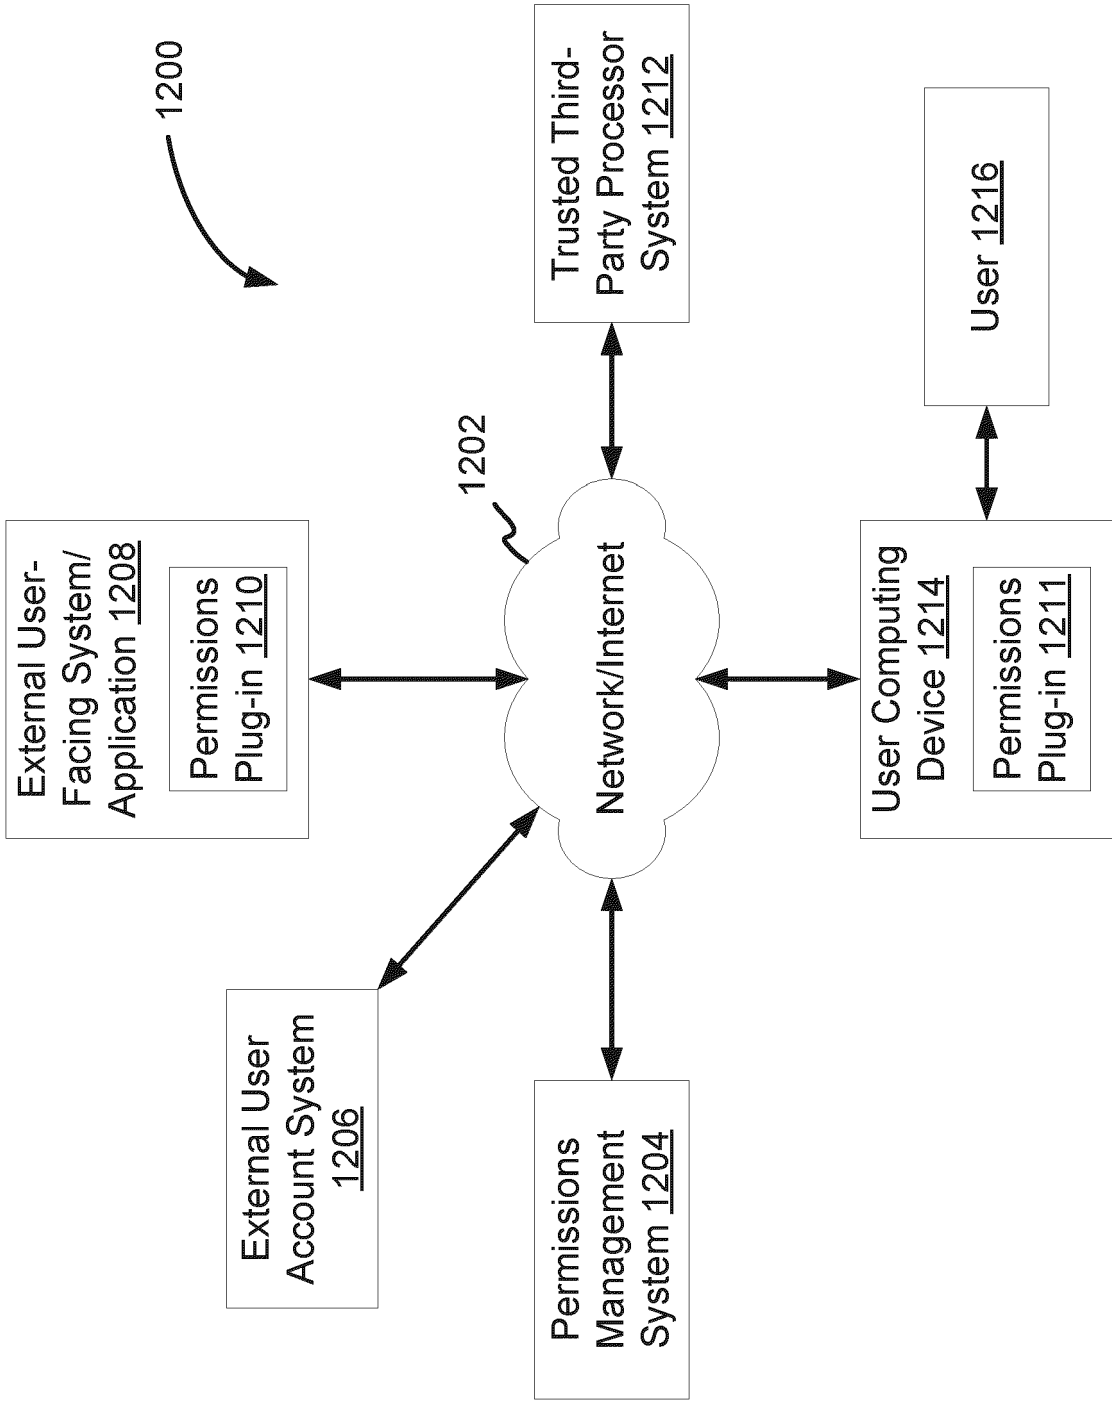 1200
External User-
Facing System/
Application 1208
Permissions
Plug-in 1210
External User
Account System
1206
1202
Network/Internet
Trusted Third-
Party Processor
System 1212
Permissions
Management
System 1204
User Computing
Device 1214
Permissions
Plug-in 1211
User 1216